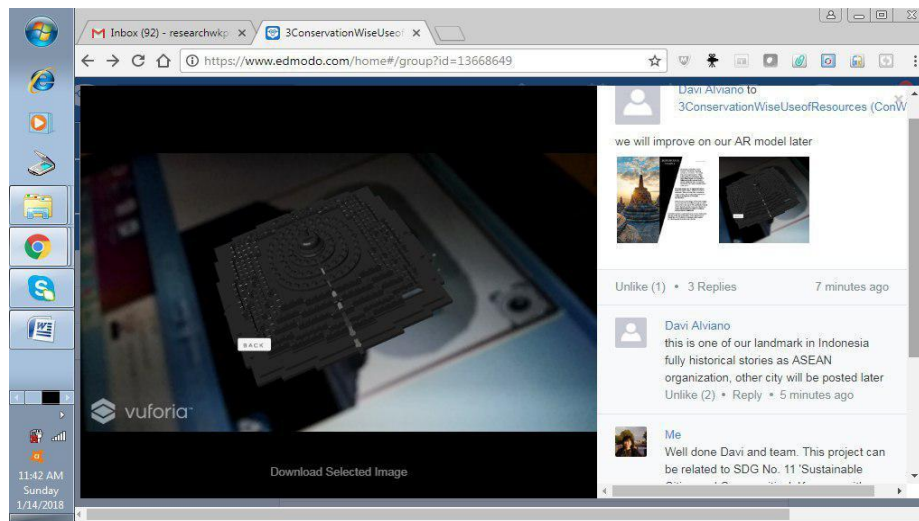 Inbox (92) - researchwkp
3ConservationWiseUseof
https://www.edmodo.com/home#/group?id=13668649
Davi Alviano to
3ConservationWiseUseofResources (ConW
we will improve on our AR model later
Unlike (1) • 3 Replies 7 minutes ago
Davi Alviano
this is one of our landmark in Indonesia
fully historical stories as ASEAN
organization, other city will be posted later
Unlike (2) • Reply • 5 minutes ago
Me
Well done Davi and team. This project can
be related to SDG No. 11 'Sustainable
BACK
vuforia
Download Selected Image
11:42 AM
Sunday
1/14/2018